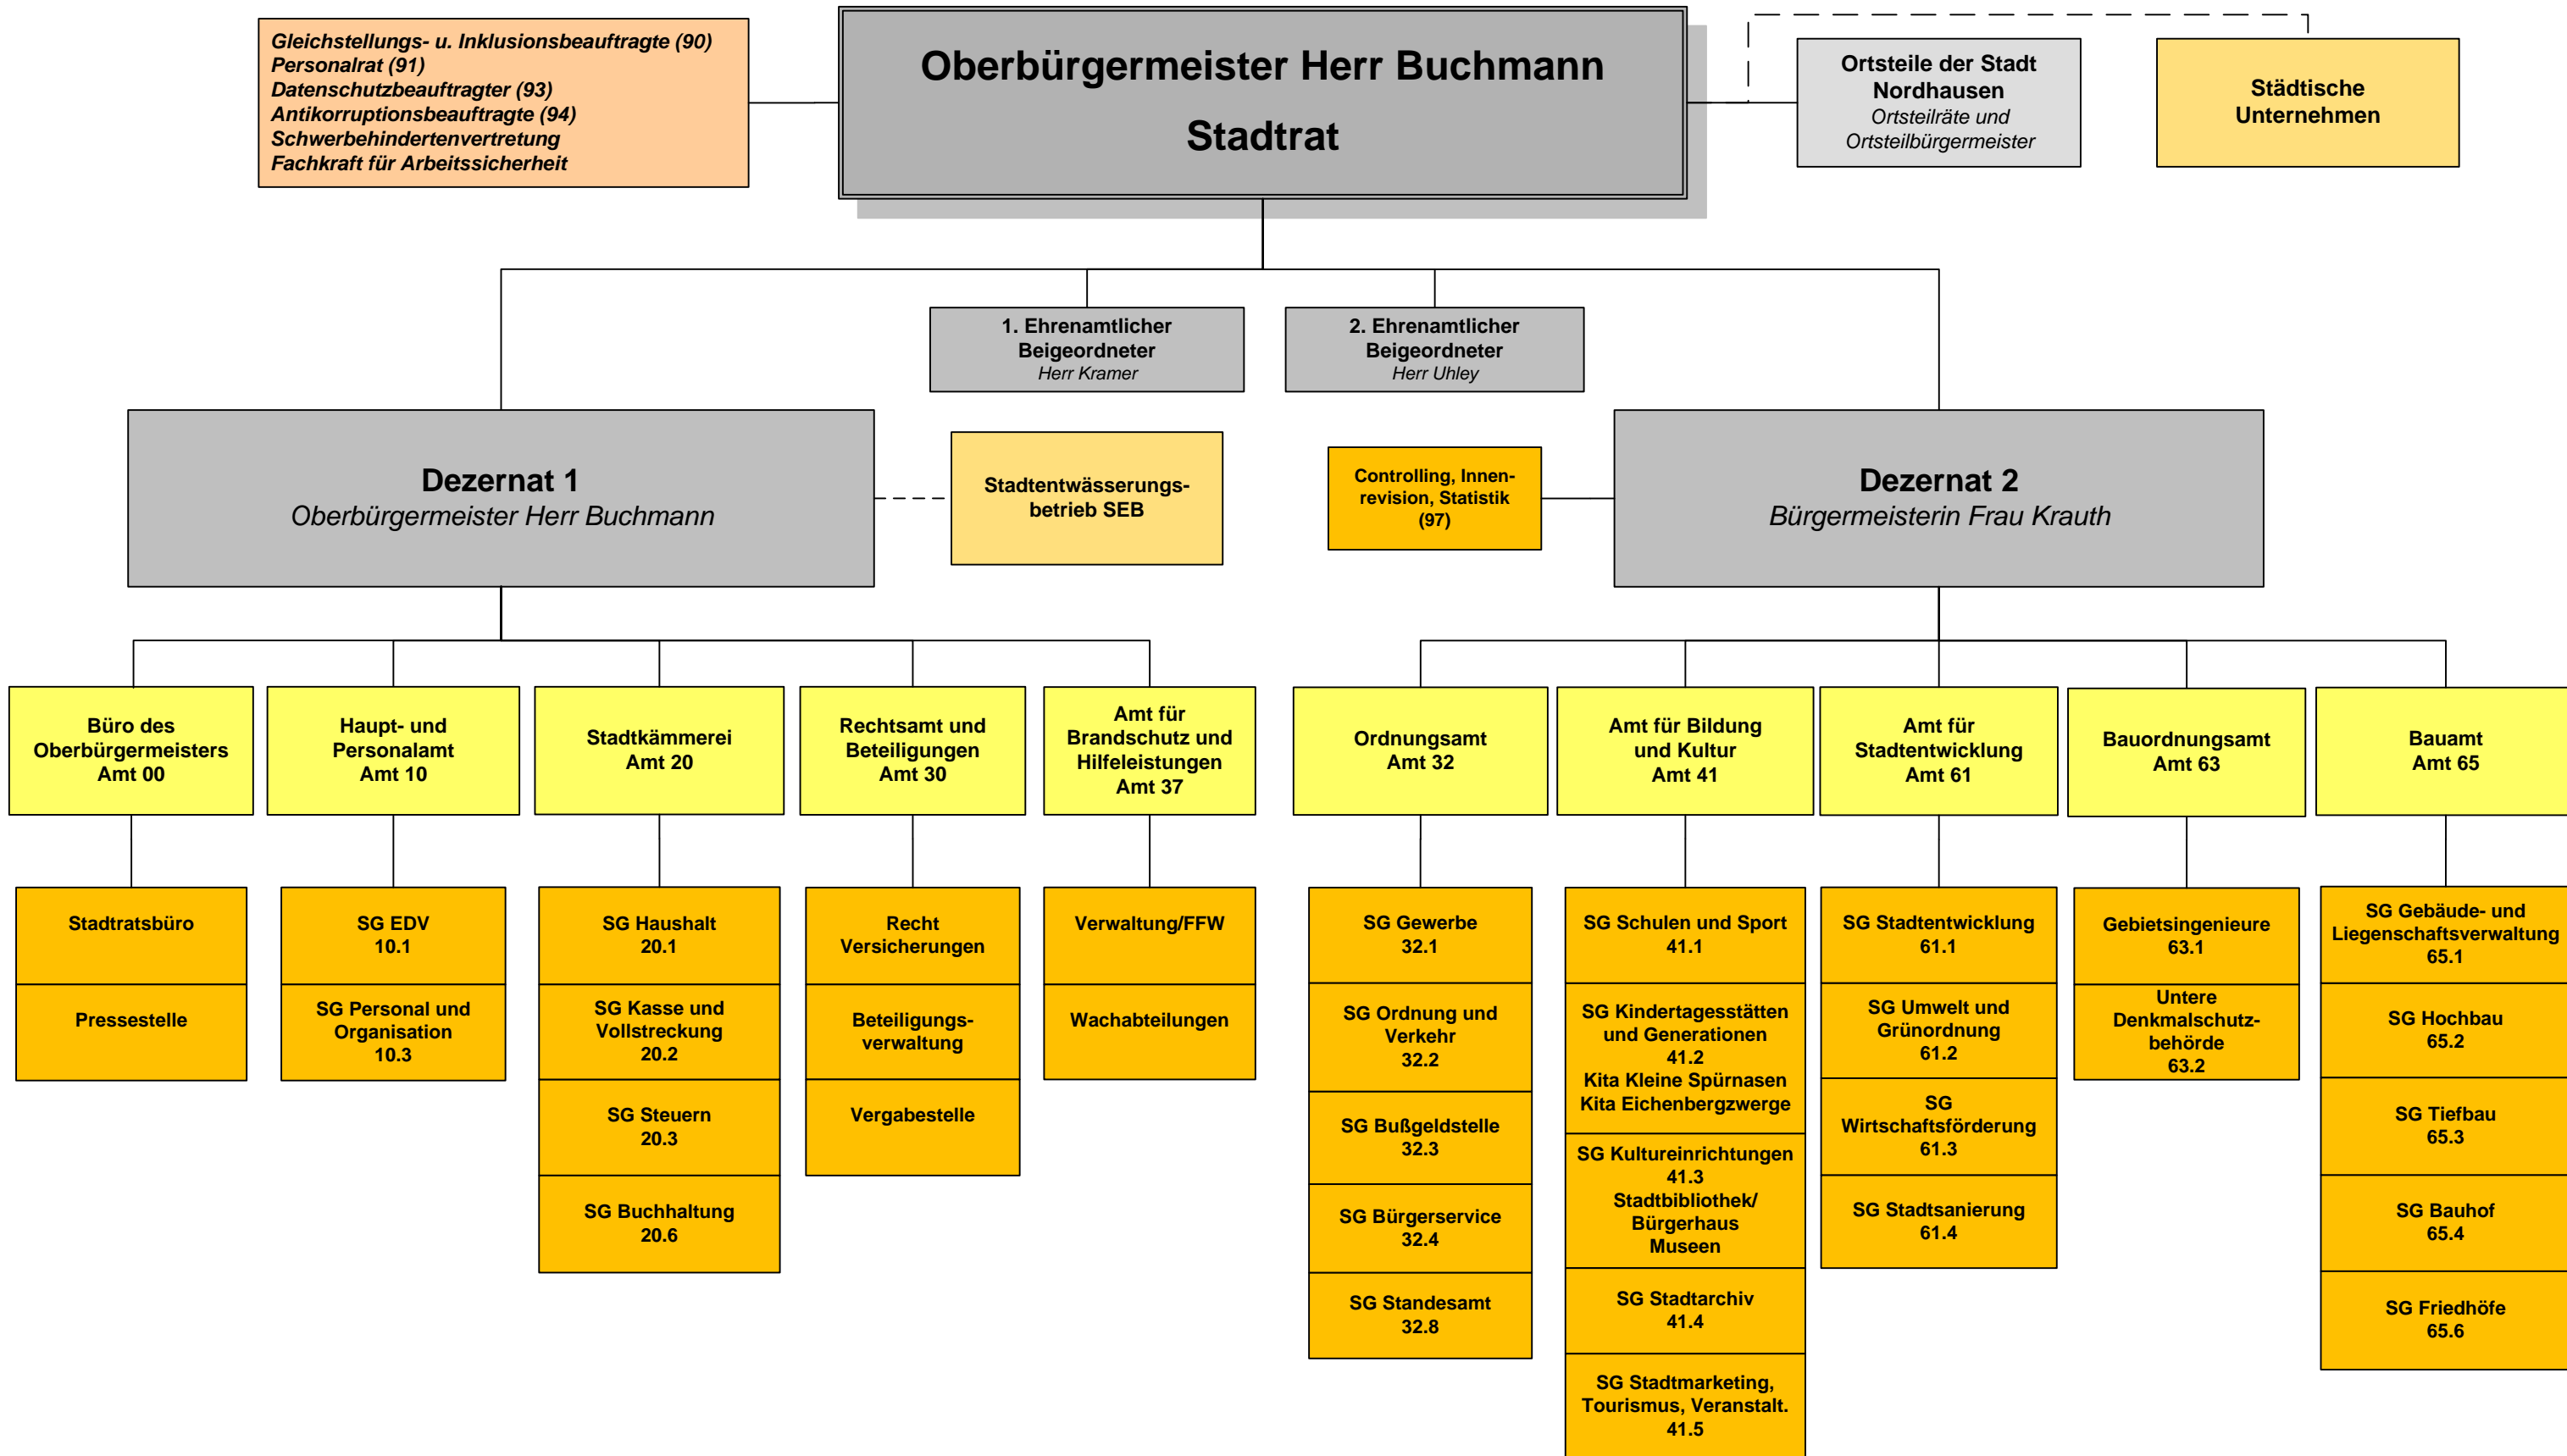 Gleichstellungs- u. Inklusionsbeauftragte (90)
Personalrat (91)
Datenschutzbeauftragter (93)
Antikorruptionsbeauftragte (94)
Schwerbehindertenvertretung
Fachkraft für Arbeitssicherheit
Oberbürgermeister Herr Buchmann
Stadtrat
Ortsteile der Stadt
Nordhausen
Ortsteilräte und
Ortsteilbürgermeister
Städtische
Unternehmen
1. Ehrenamtlicher
Beigeordneter
Herr Kramer
2. Ehrenamtlicher
Beigeordneter
Herr Uhley
Dezernat 1
Oberbürgermeister Herr Buchmann
Stadtentwässerungs-
betrieb SEB
Controlling, Innen-
revision, Statistik
(97)
Dezernat 2
Bürgermeisterin Frau Krauth
Büro des
Oberbürgermeisters
Amt 00
Haupt- und
Personalamt
Amt 10
Stadtkämmerei
Amt 20
Rechtsamt und
Beteiligungen
Amt 30
Amt für
Brandschutz und
Hilfeleistungen
Amt 37
Ordnungsamt
Amt 32
Amt für Bildung
und Kultur
Amt 41
Amt für
Stadtentwicklung
Amt 61
Bauordnungsamt
Amt 63
Bauamt
Amt 65
Stadtratsbüro
Pressestelle
SG EDV
10.1
SG Personal und
Organisation
10.3
SG Haushalt
20.1
SG Kasse und
Vollstreckung
20.2
SG Steuern
20.3
SG Buchhaltung
20.6
Recht
Versicherungen
Beteiligungs-
verwaltung
Vergabestelle
Verwaltung/FFW
Wachabteilungen
SG Gewerbe
32.1
SG Ordnung und
Verkehr
32.2
SG Bußgeldstelle
32.3
SG Bürgerservice
32.4
SG Standesamt
32.8
SG Schulen und Sport
41.1
SG Kindertagesstätten
und Generationen
41.2
Kita Kleine Spürnasen
Kita Eichenbergzwerge
SG Kultureinrichtungen
41.3
Stadtbibliothek/
Bürgerhaus
Museen
SG Stadtarchiv
41.4
SG Stadtmarketing,
Tourismus, Veranstalt.
41.5
SG Stadtentwicklung
61.1
SG Umwelt und
Grünordnung
61.2
SG
Wirtschaftsförderung
61.3
SG Stadtsanierung
61.4
Gebietsingenieure
63.1
Untere
Denkmalschutz-
behörde
63.2
SG Gebäude- und
Liegenschaftsverwaltung
65.1
SG Hochbau
65.2
SG Tiefbau
65.3
SG Bauhof
65.4
SG Friedhöfe
65.6